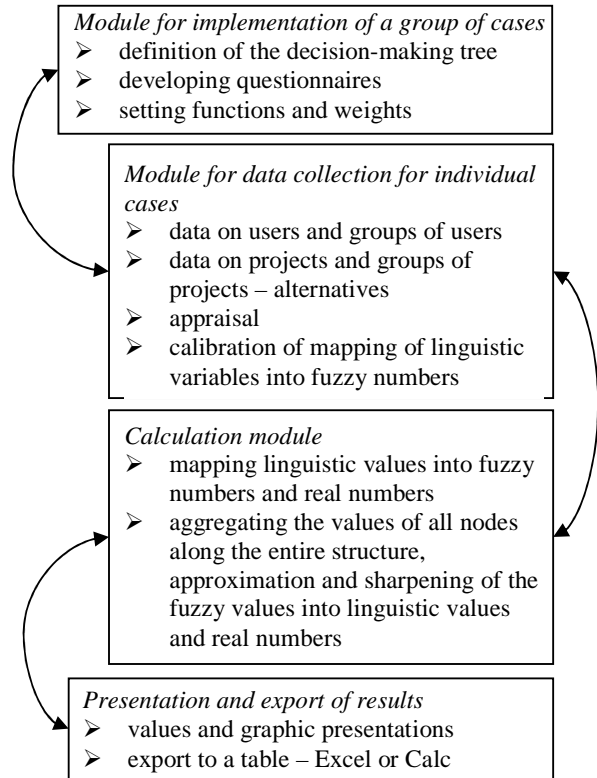 Module for implementation of a group of cases
➢ definition of the decision-making tree
➢ developing questionnaires
➢ setting functions and weights
Module for data collection for individual
cases
➢ data on users and groups of users
➢ data on projects and groups of
projects – alternatives
➢ appraisal
➢ calibration of mapping of linguistic
variables into fuzzy numbers
Calculation module
➢ mapping linguistic values into fuzzy
numbers and real numbers
➢ aggregating the values of all nodes
along the entire structure,
approximation and sharpening of the
fuzzy values into linguistic values
and real numbers
Presentation and export of results
➢ values and graphic presentations
➢ export to a table – Excel or Calc